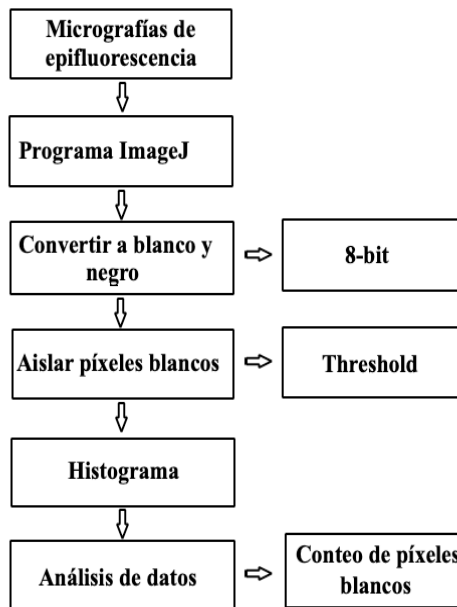 Micrografías de
epifluorescencia
Programa ImageJ
Convertir a blanco y
negro
8-bit
Aislar píxeles blancos
Threshold
Histograma
Análisis de datos
Conteo de píxeles
blancos